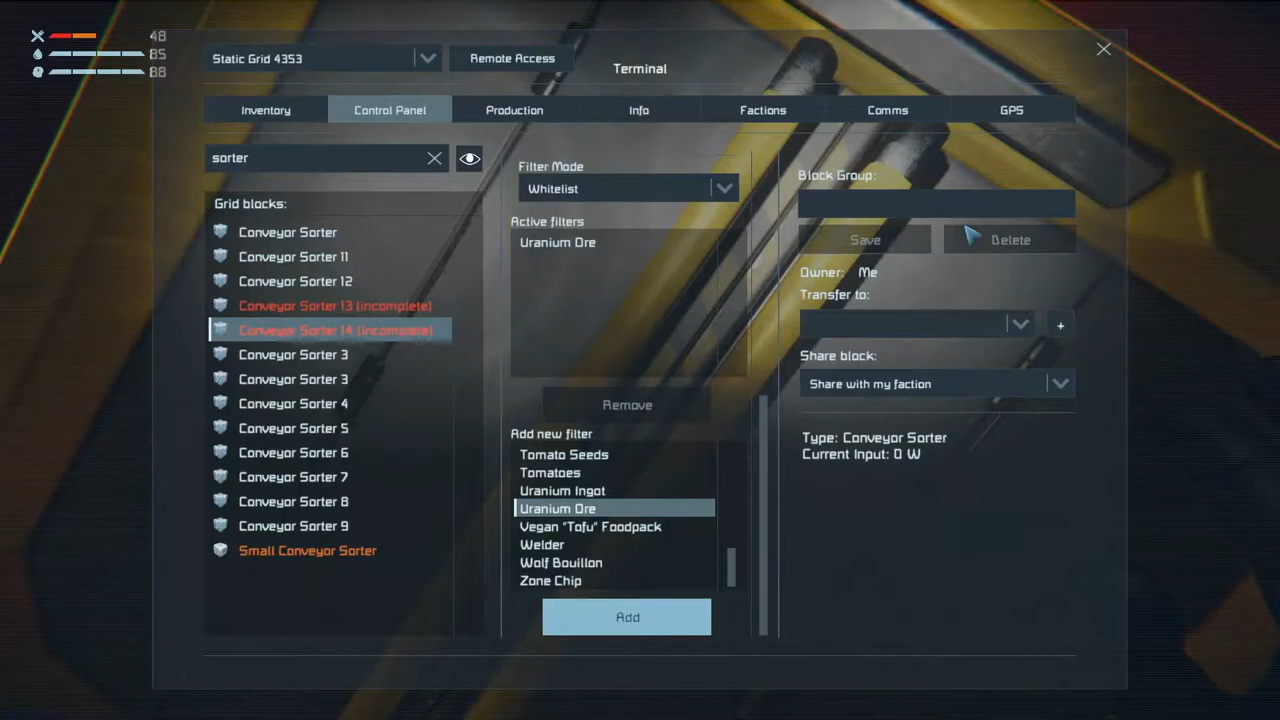 48
85
88
Static Grid 4353
Remote Access
Terminal
Inventory
Control Panel
Production
Info
Factions
Comms
GPS
sorter
Grid blocks:
Conveyor Sorter
Conveyor Sorter 11
Conveyor Sorter 12
Conveyor Sorter 13 (Incomplete)
Conveyor Sorter 14 (Incomplete)
Conveyor Sorter 3
Conveyor Sorter 3
Conveyor Sorter 4
Conveyor Sorter 5
Conveyor Sorter 6
Conveyor Sorter 7
Conveyor Sorter 8
Conveyor Sorter 9
Small Conveyor Sorter
Filter Mode
Whitelist
Active filters
Uranium Ore
Remove
Add new filter
Tomato Seeds
Tomatoes
Uranium Ingot
Uranium Ore
Vegan "Tofu" Foodpack
Welder
Wolf Bouillon
Zone Chip
Add
Block Group:
Save
Delete
Owner: Me
Transfer to:
+
Share block:
Share with my faction
Type: Conveyor Sorter
Current Input: 0 W